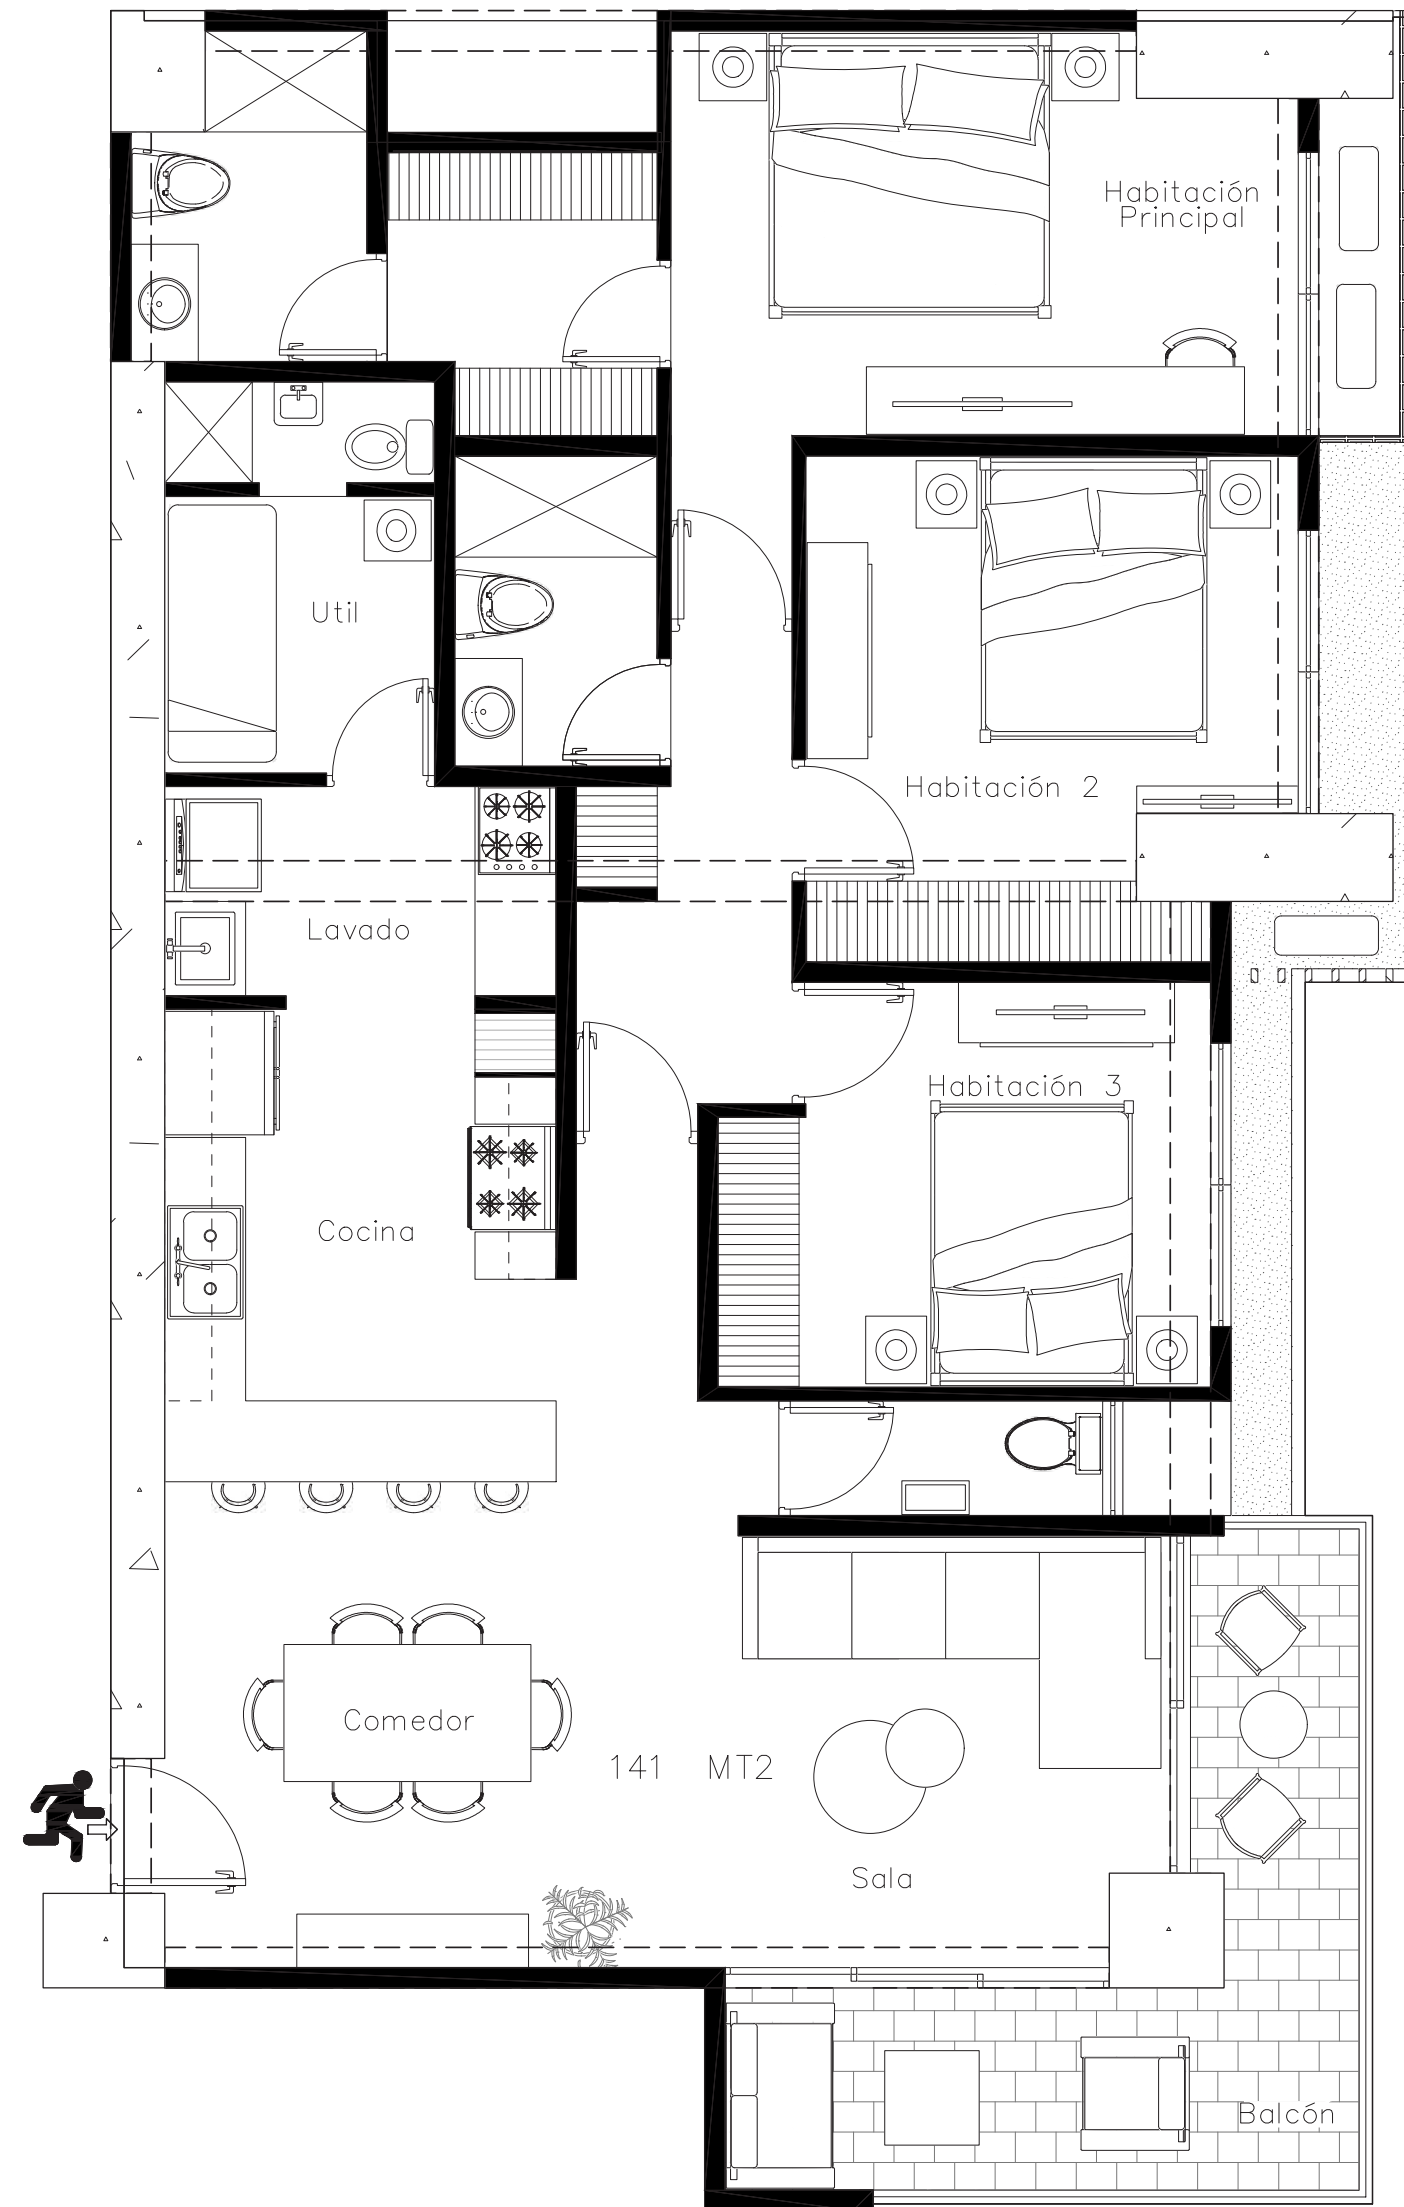 Habitación
Principal
Util
Habitación 2
Lavado
Habitación 3
Cocina
Comedor
141 MT2
Sala
Balcón